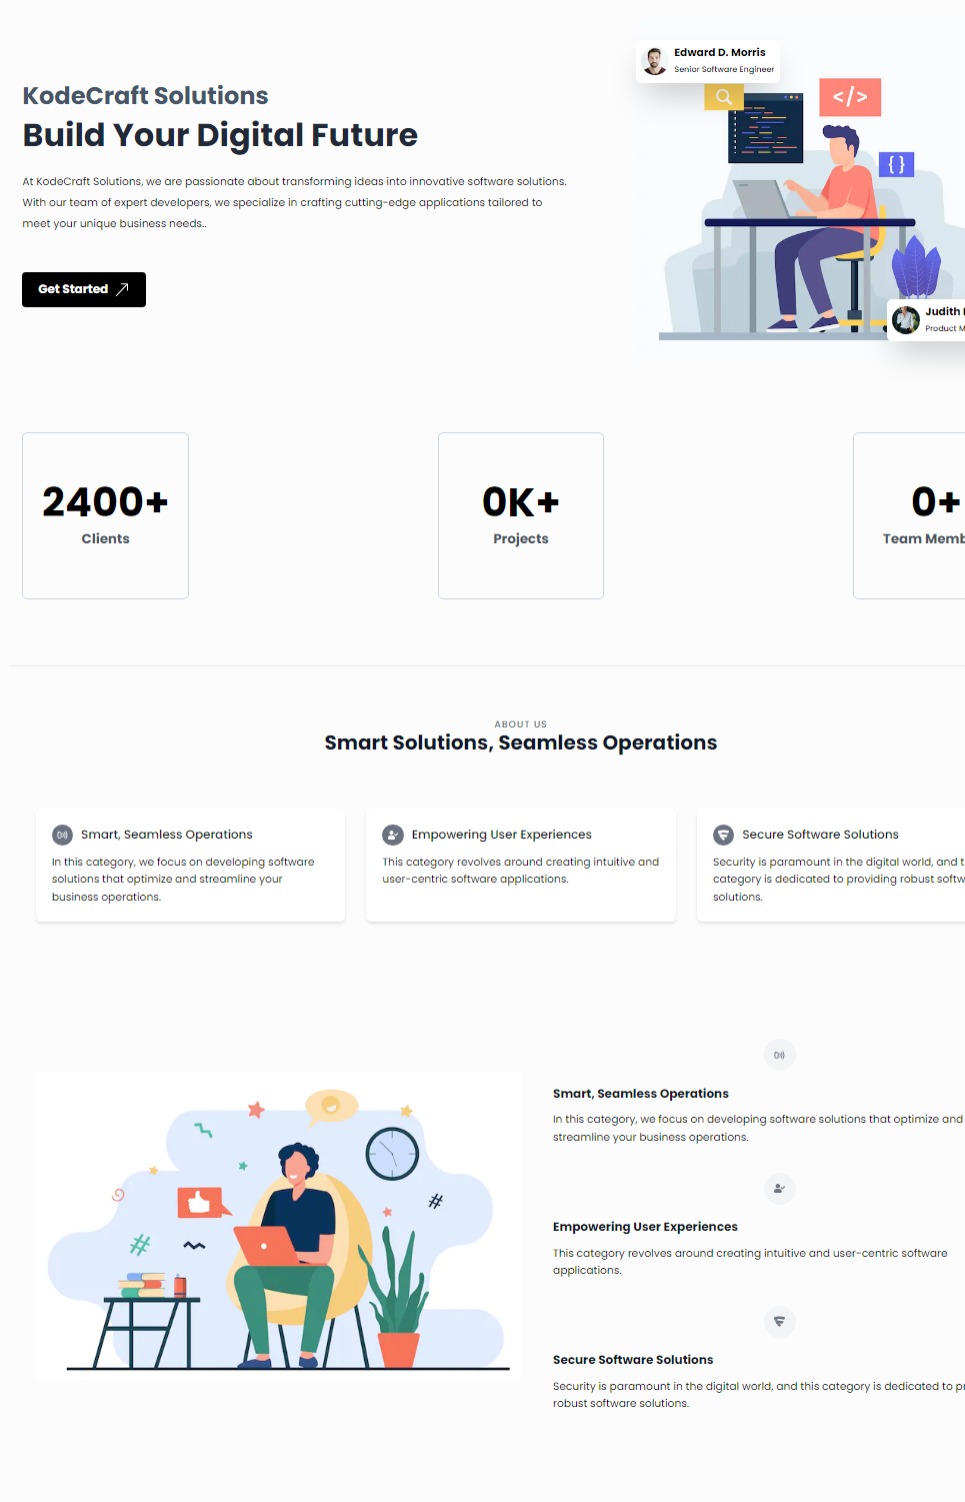 Edward D. Morris
Senior Software Engineer
</>
{ }
KodeCraft Solutions
Build Your Digital Future
At KodeCraft Solutions, we are passionate about transforming ideas into innovative software solutions.
With our team of expert developers, we specialize in crafting cutting-edge applications tailored to
meet your unique business needs..
Get Started
Judith
Product M
2400+
Clients
0K+
Projects
0+
Team Memb
ABOUT US
Smart Solutions, Seamless Operations
Smart, Seamless Operations
In this category, we focus on developing software
solutions that optimize and streamline your
business operations.
Empowering User Experiences
This category revolves around creating intuitive and
user-centric software applications.
Secure Software Solutions
Security is paramount in the digital world, and t
category is dedicated to providing robust softw
solutions.
Smart, Seamless Operations
In this category, we focus on developing software solutions that optimize and
streamline your business operations.
Empowering User Experiences
This category revolves around creating intuitive and user-centric software
applications.
Secure Software Solutions
Security is paramount in the digital world, and this category is dedicated to p
robust software solutions.